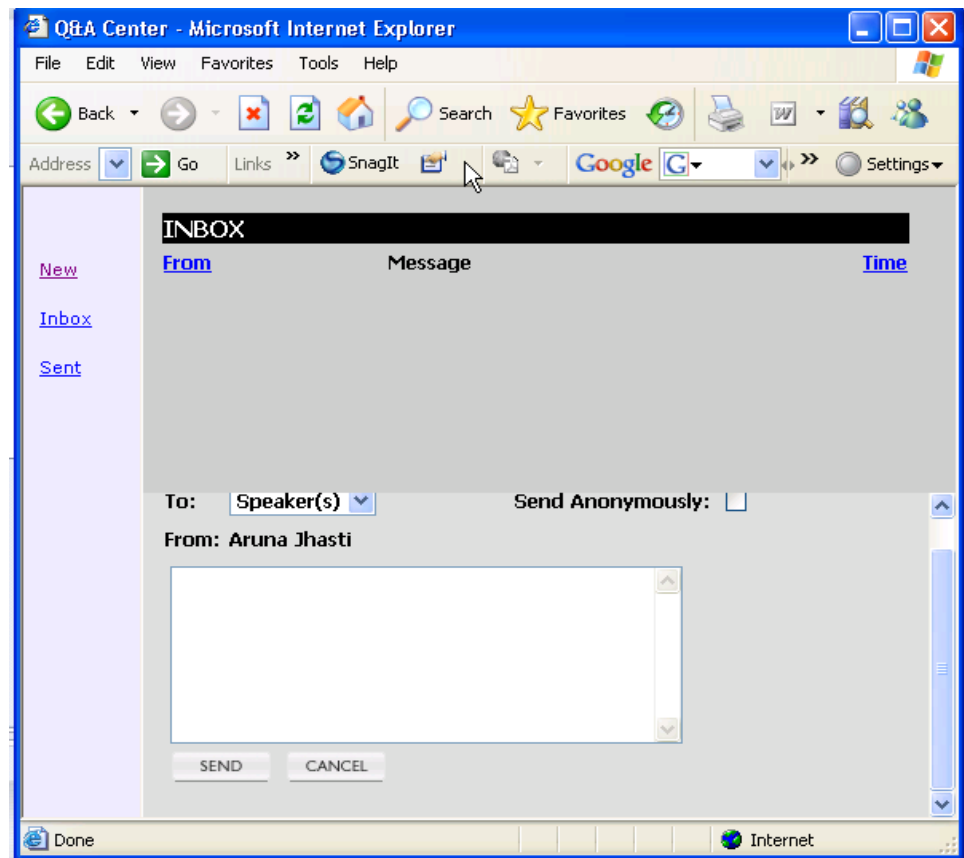 Q&A Center - Microsoft Internet Explorer
File Edit View Favorites Tools Help
Back Search Favorites W
Address Go Links » SnagIt Google G » Settings
INBOX
New From Message Time
Inbox
Sent
To: Speaker(s) Send Anonymously:
From: Aruna Jhasti
SEND CANCEL
Done Internet